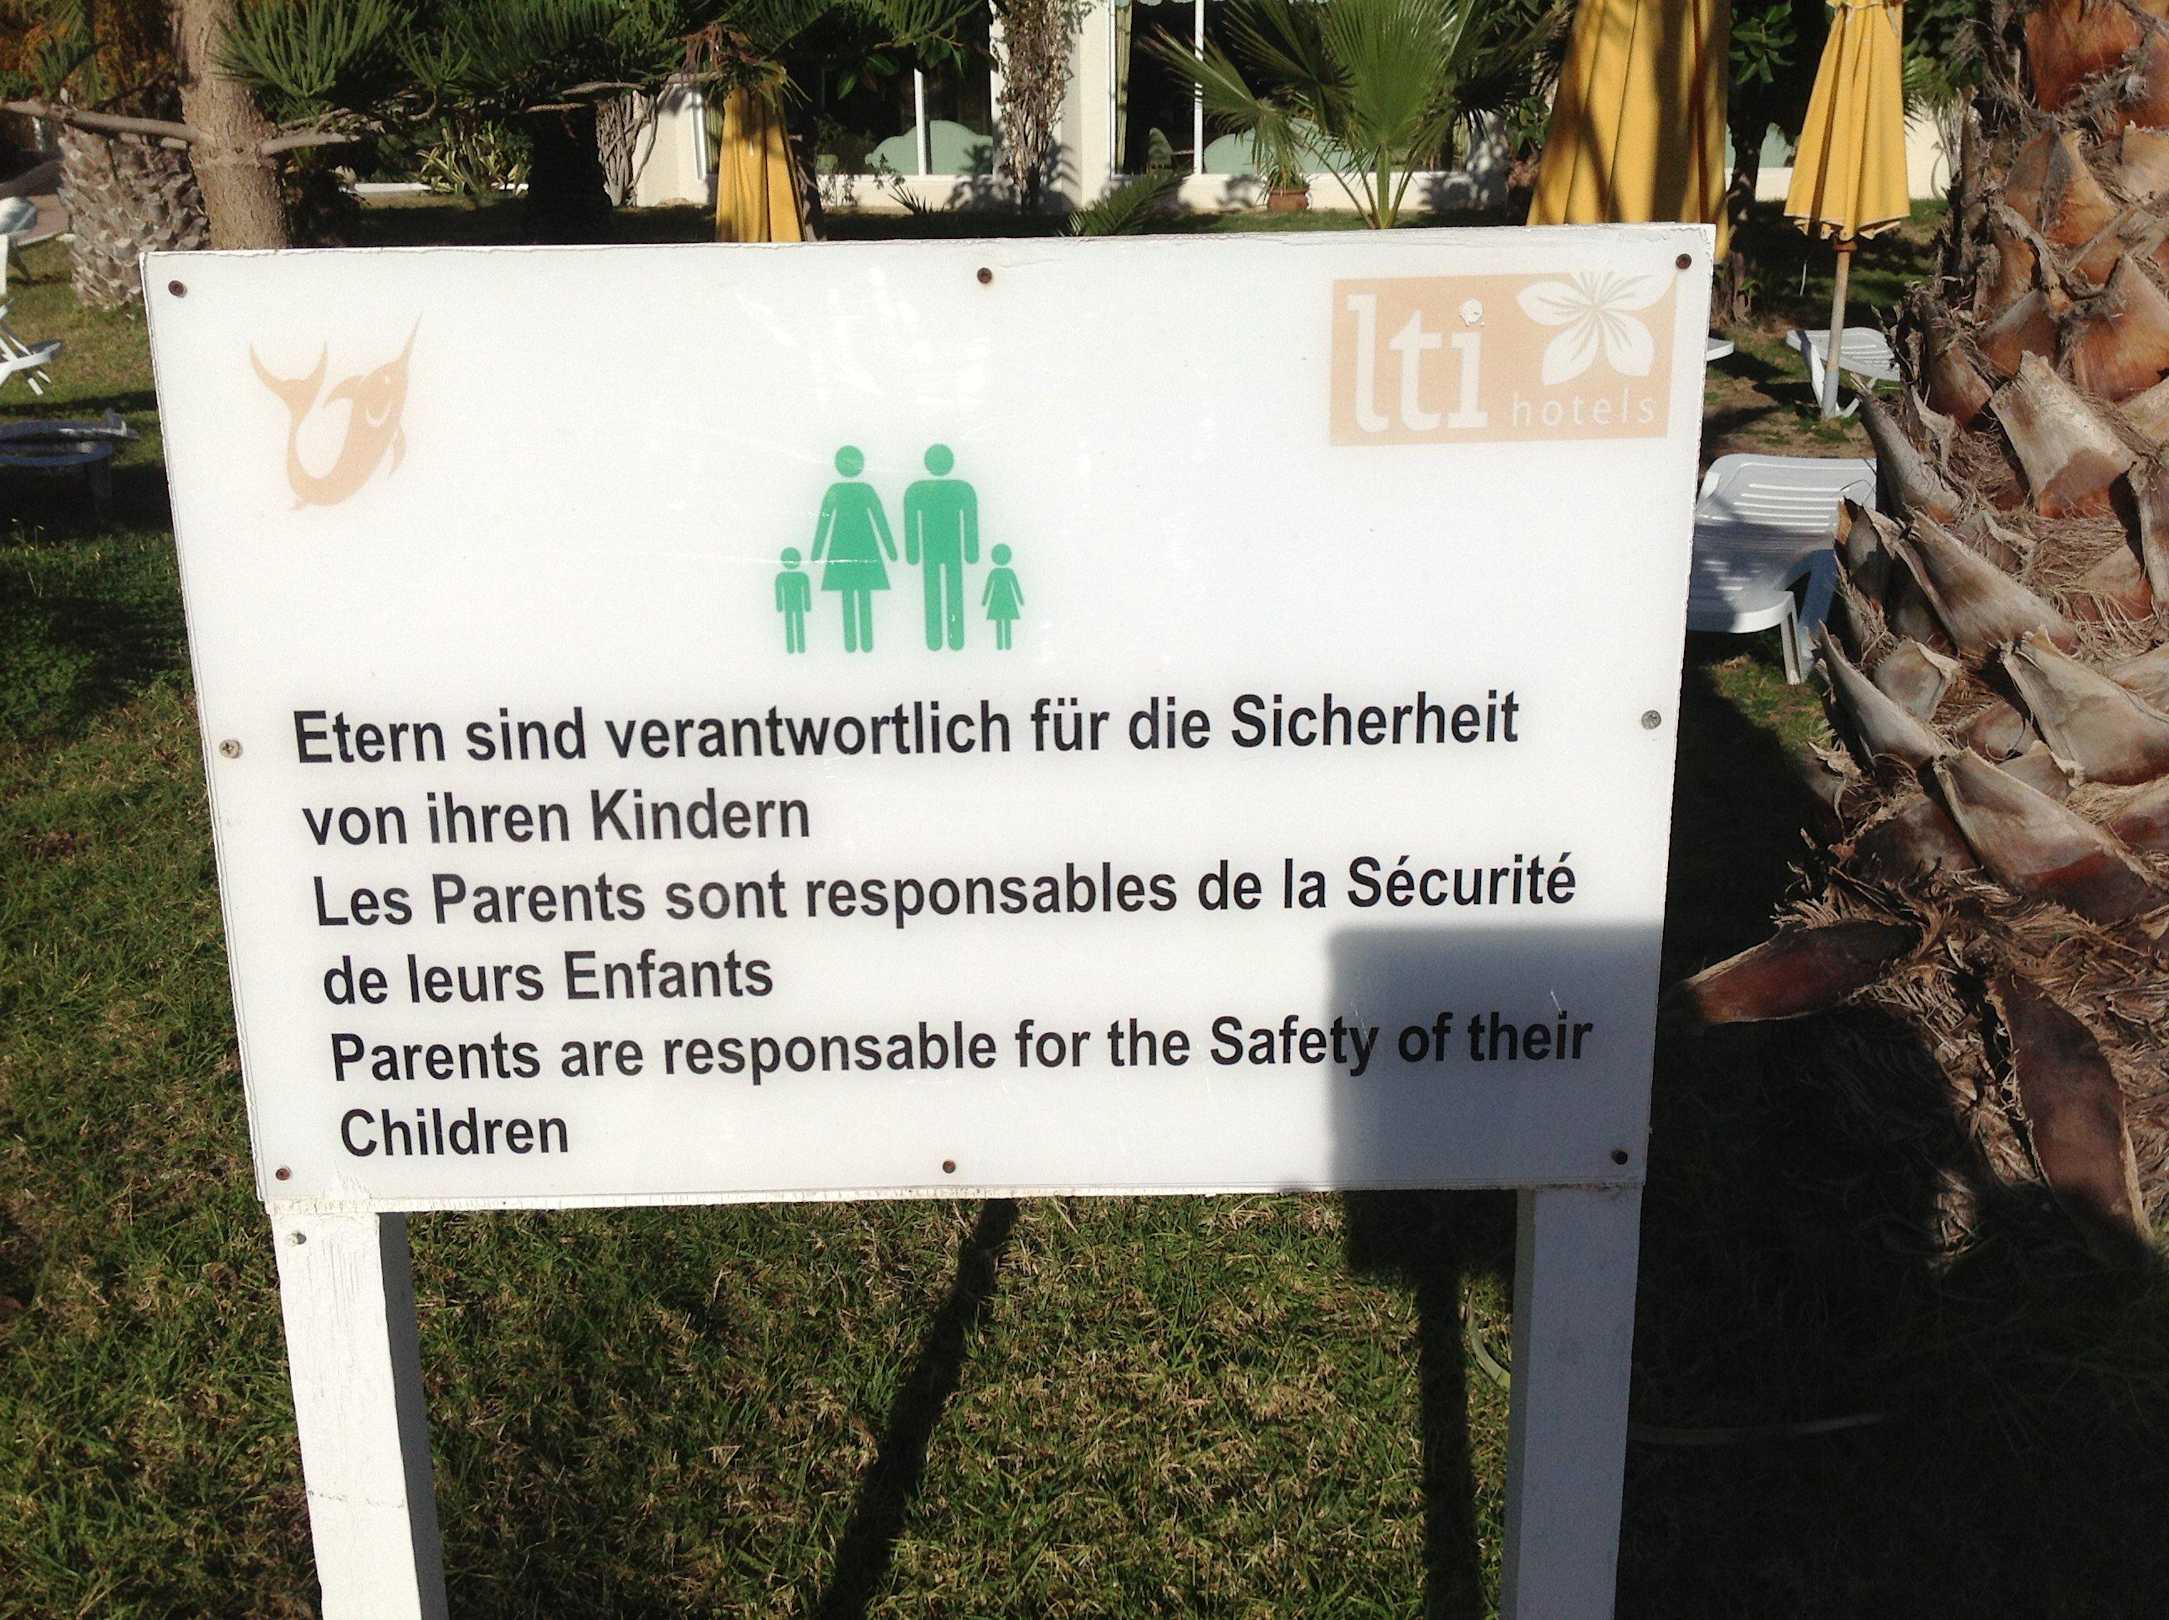 lti hotels
Etern sind verantwortlich für die Sicherheit
von ihren Kindern
Les Parents sont responsables de la Sécurité
de leurs Enfants
Parents are responsable for the Safety of their
Children